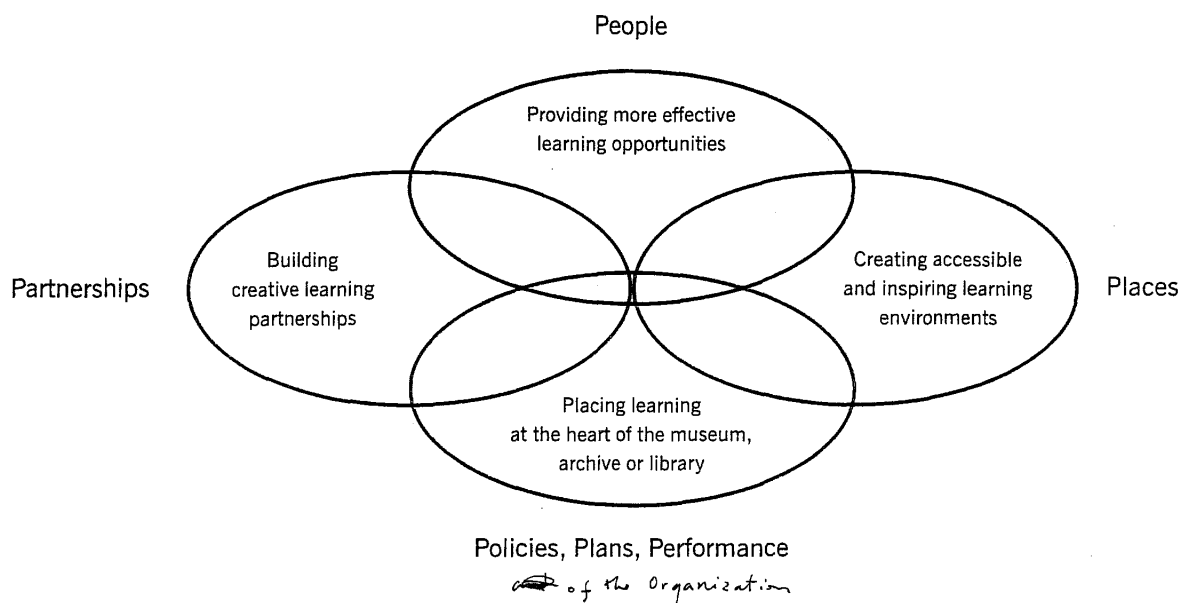 People
Providing more effective
learning opportunities
Partnerships
Building
creative learning
partnerships
Creating accessible
and inspiring learning
environments
Places
Placing learning
at the heart of the museum,
archive or library
Policies, Plans, Performance
of the Organization